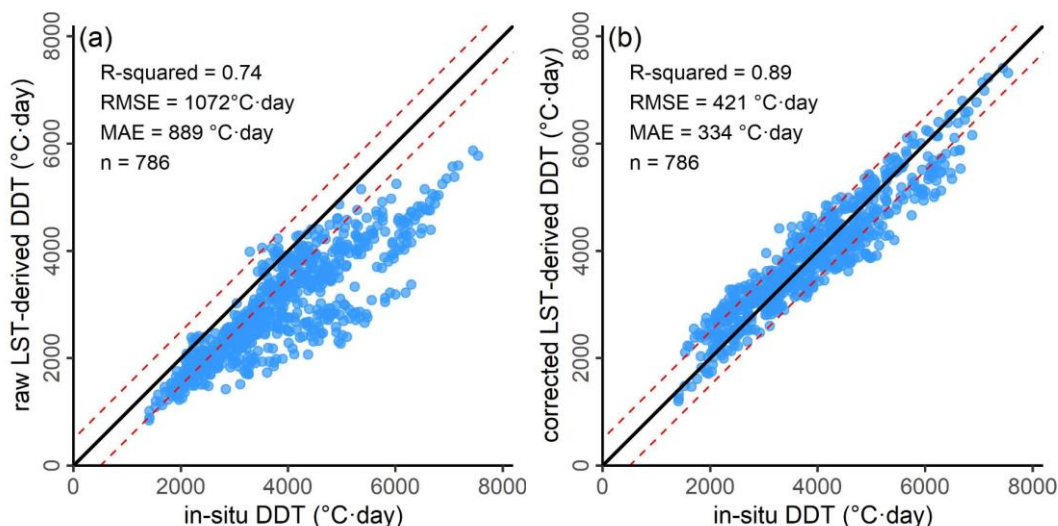 (a)
R-squared = 0.74
RMSE = 1072°C·day
MAE = 889 °C·day
n = 786
raw LST-derived DDT (°C·day)
8000
6000
4000
2000
0
0 2000 4000 6000 8000
in-situ DDT (°C·day)
(b)
R-squared = 0.89
RMSE = 421 °C·day
MAE = 334 °C·day
n = 786
corrected LST-derived DDT (°C·day)
8000
6000
4000
2000
0
0 2000 4000 6000 8000
in-situ DDT (°C·day)